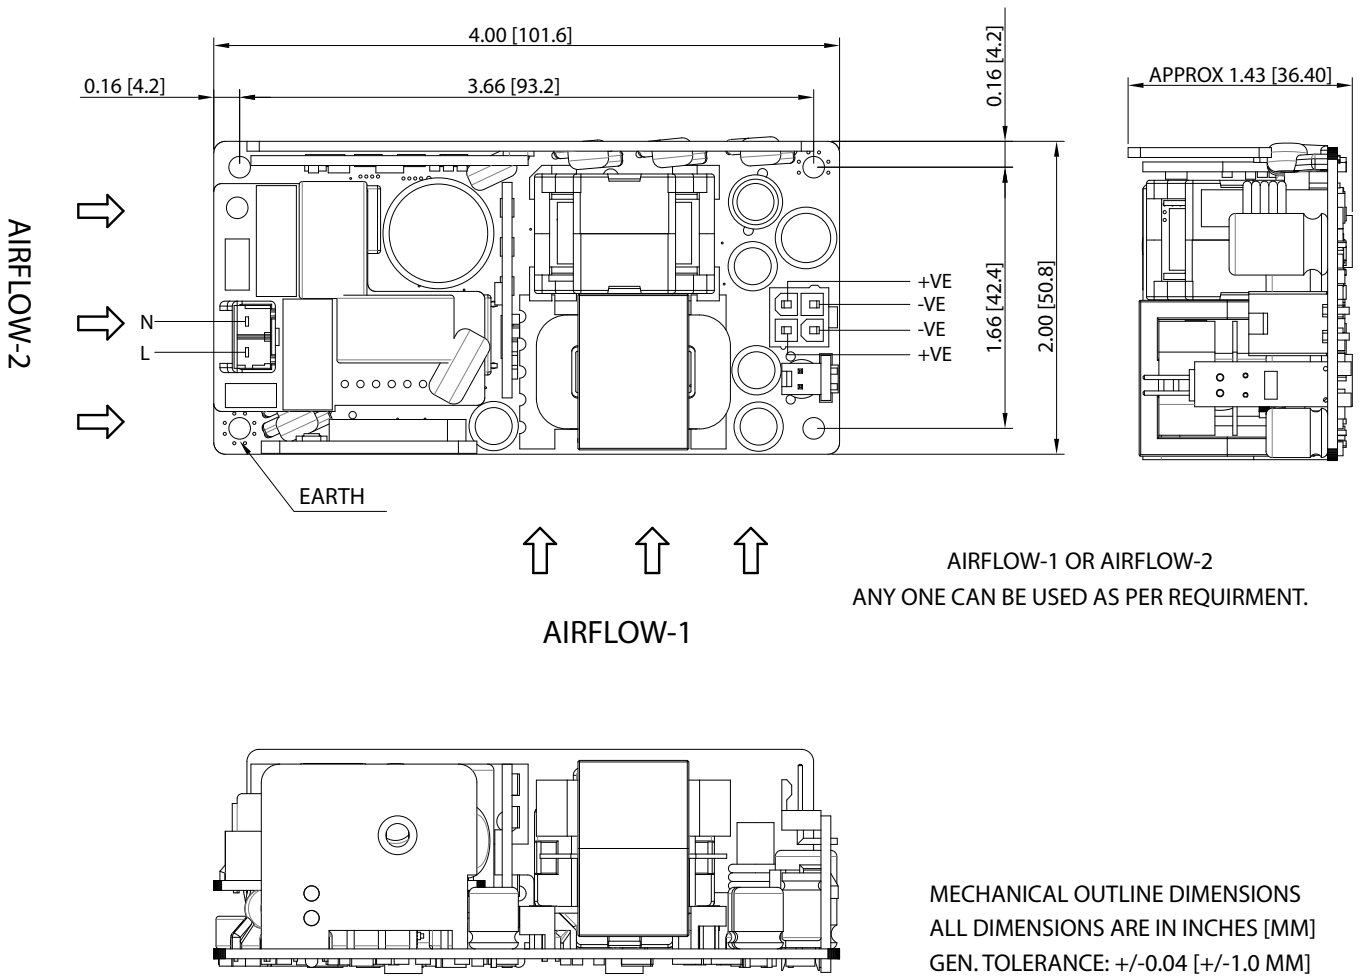 4.00 [101.6]
0.16 [4.2]
3.66 [93.2]
0.16 [4.2]
APPROX 1.43 [36.40]
AIRFLOW-2
N
L
+VE
-VE
-VE
+VE
1.66 [42.4]
2.00 [50.8]
EARTH
AIRFLOW-1 OR AIRFLOW-2
ANY ONE CAN BE USED AS PER REQUIRMENT.
AIRFLOW-1
MECHANICAL OUTLINE DIMENSIONS
ALL DIMENSIONS ARE IN INCHES [MM]
GEN. TOLERANCE: +/-0.04 [+/-1.0 MM]